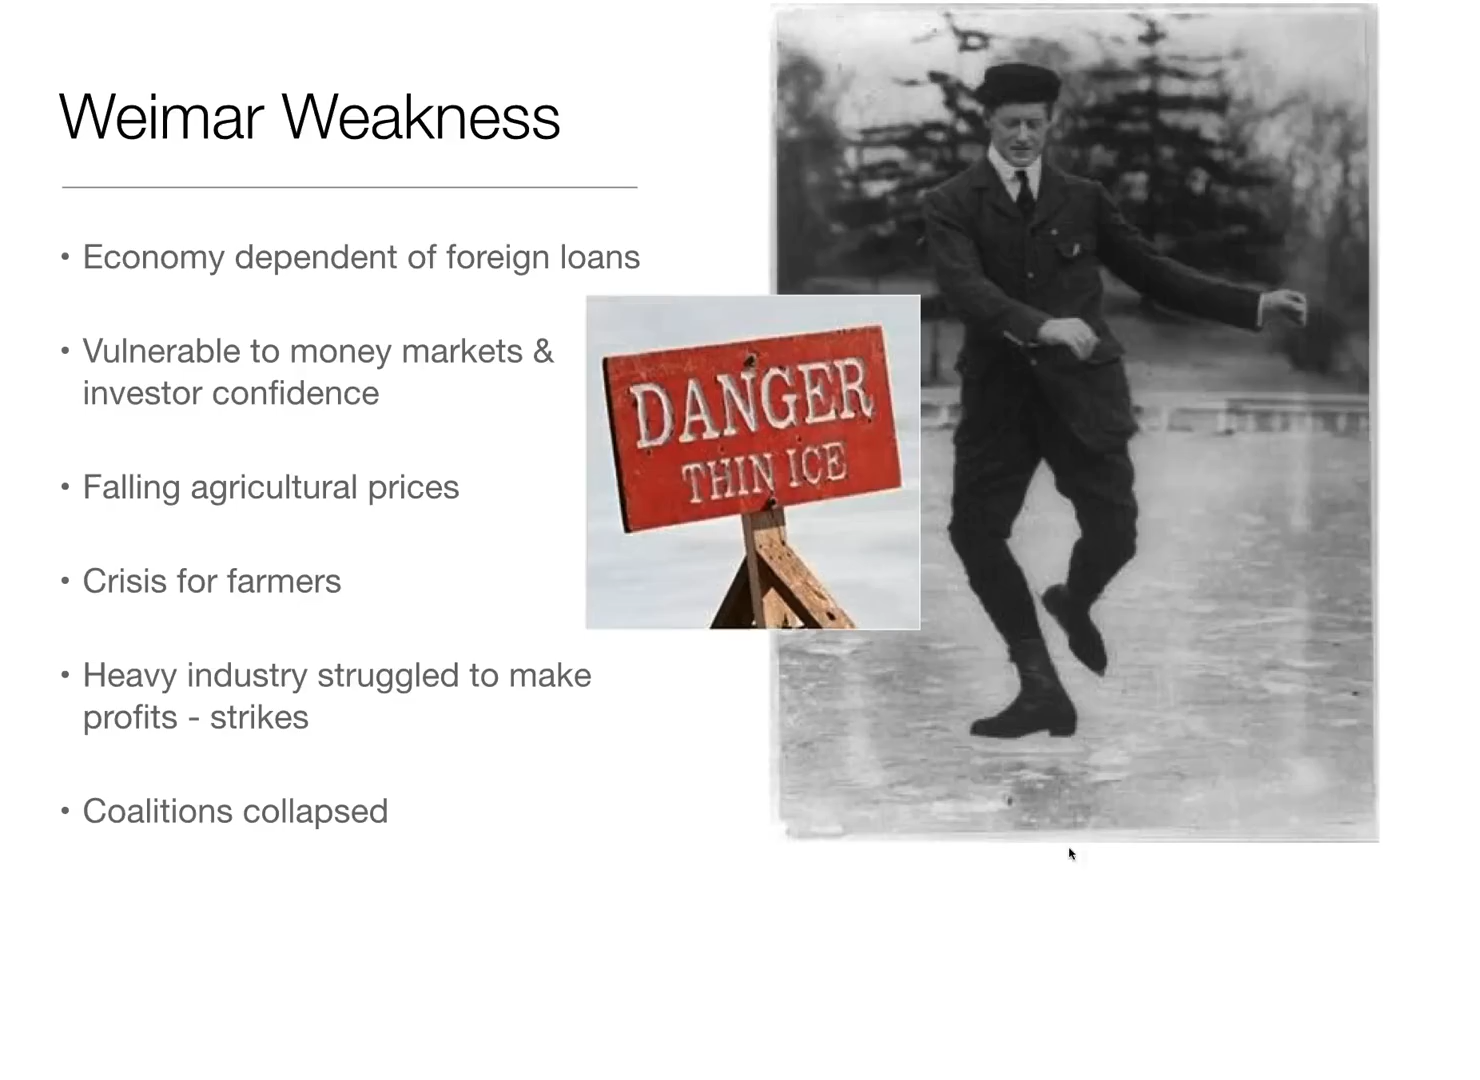 Weimar Weakness
• Economy dependent of foreign loans
• Vulnerable to money markets &
investor confidence
• Falling agricultural prices
• Crisis for farmers
• Heavy industry struggled to make
profits - strikes
• Coalitions collapsed
DANGER
THIN ICE